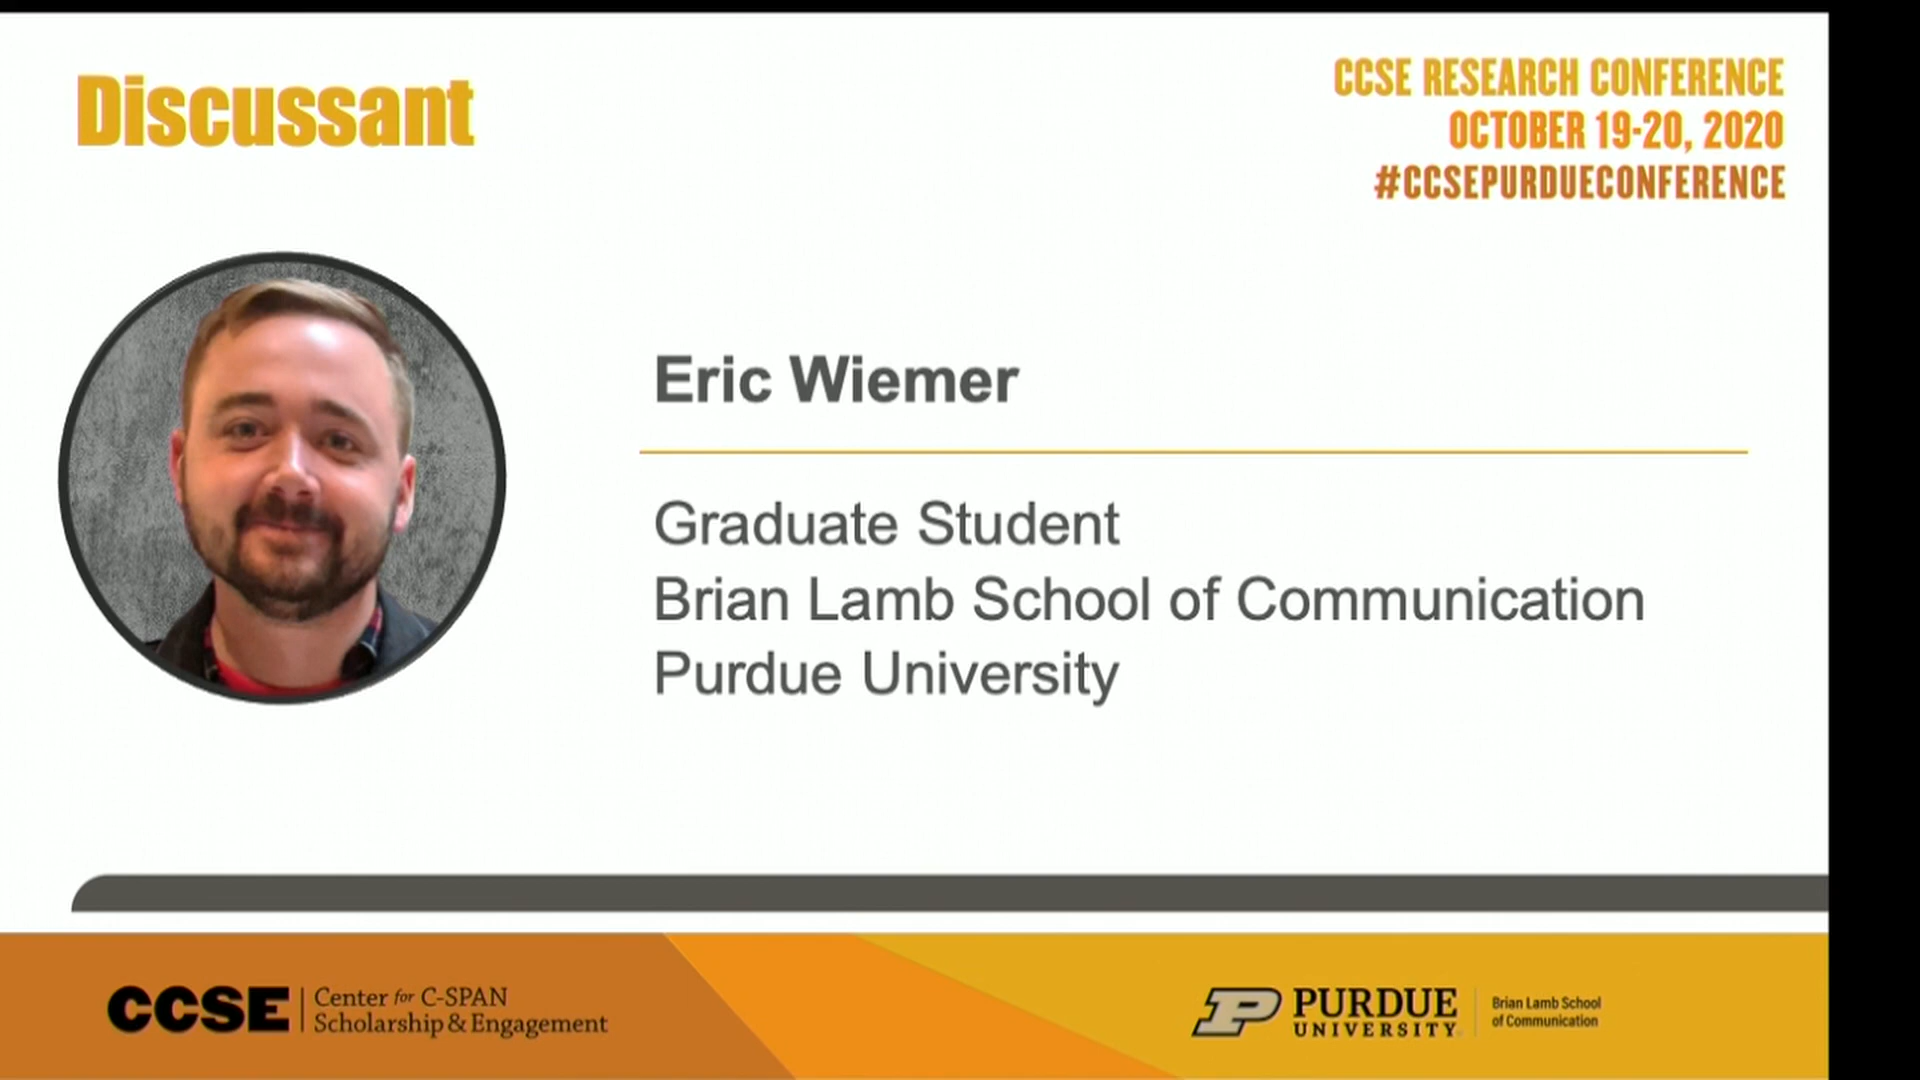 Discussant
CCSE RESEARCH CONFERENCE
OCTOBER 19-20, 2020
#CCSEPURDUECONFERENCE
Eric Wiemer
Graduate Student
Brian Lamb School of Communication
Purdue University
CCSE
Center for C-SPAN
Scholarship & Engagement
P
PURDUE
UNIVERSITY
Brian Lamb School
of Communication